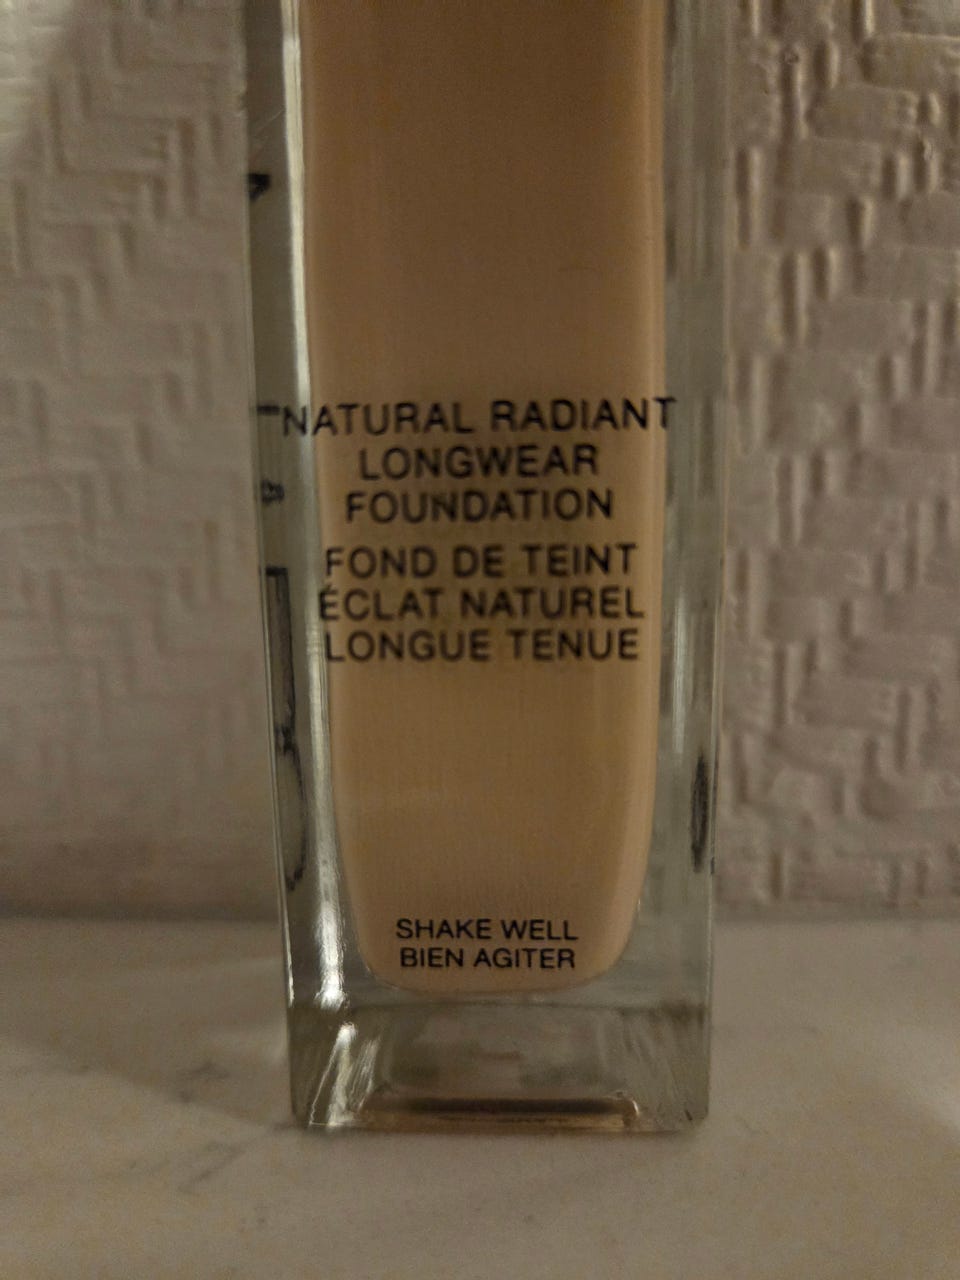 NATURAL RADIANT
LONGWEAR
FOUNDATION
FOND DE TEINT
ÉCLAT NATUREL
LONGUE TENUE
SHAKE WELL
BIEN AGITER